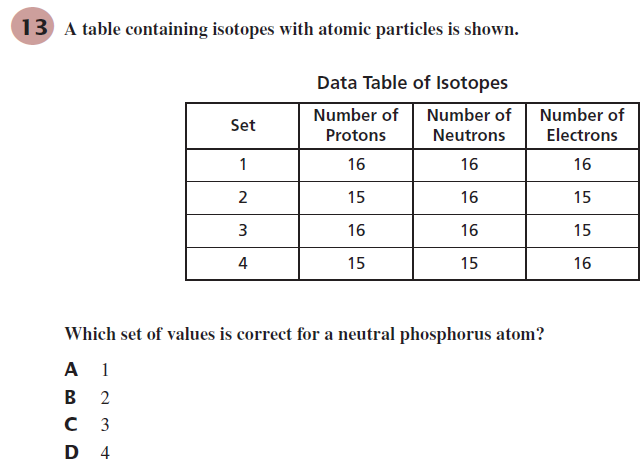 13 A table containing isotopes with atomic particles is shown.
Data Table of Isotopes
Set Number of Protons Number of Neutrons Number of Electrons
1 16 16 16
2 15 16 15
3 16 16 15
4 15 15 16
Which set of values is correct for a neutral phosphorus atom?
A 1
B 2
C 3
D 4